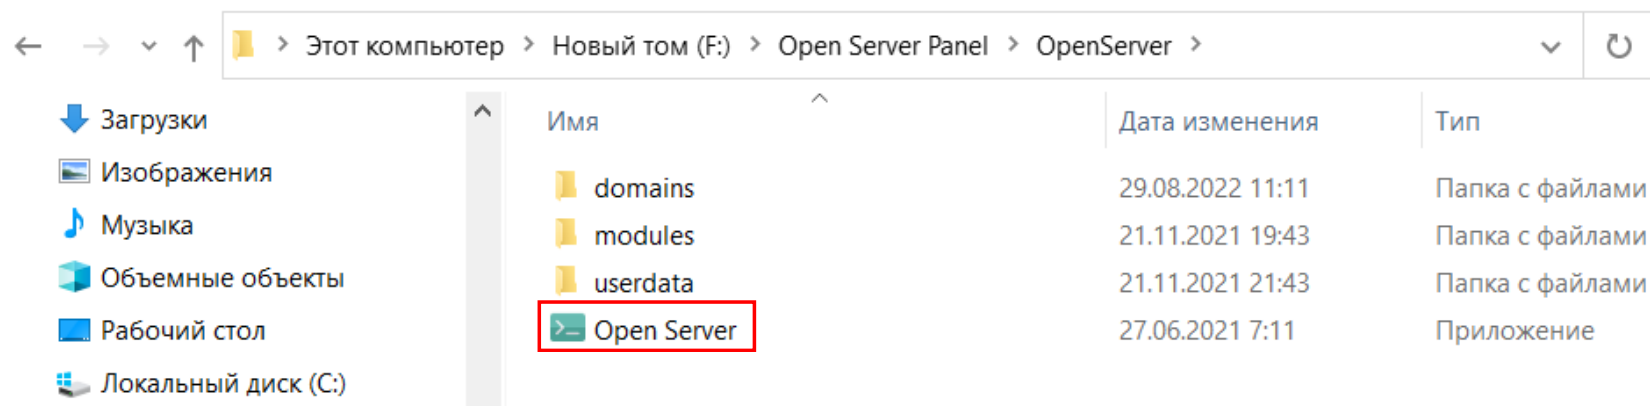 Этот компьютер > Новый том (F:) > Open Server Panel > OpenServer >
Загрузки
Изображения
Музыка
Объемные объекты
Рабочий стол
Локальный диск (C:)
Имя Дата изменения Тип
domains 29.08.2022 11:11 Папка с файлами
modules 21.11.2021 19:43 Папка с файлами
userdata 21.11.2021 21:43 Папка с файлами
Open Server 27.06.2021 7:11 Приложение